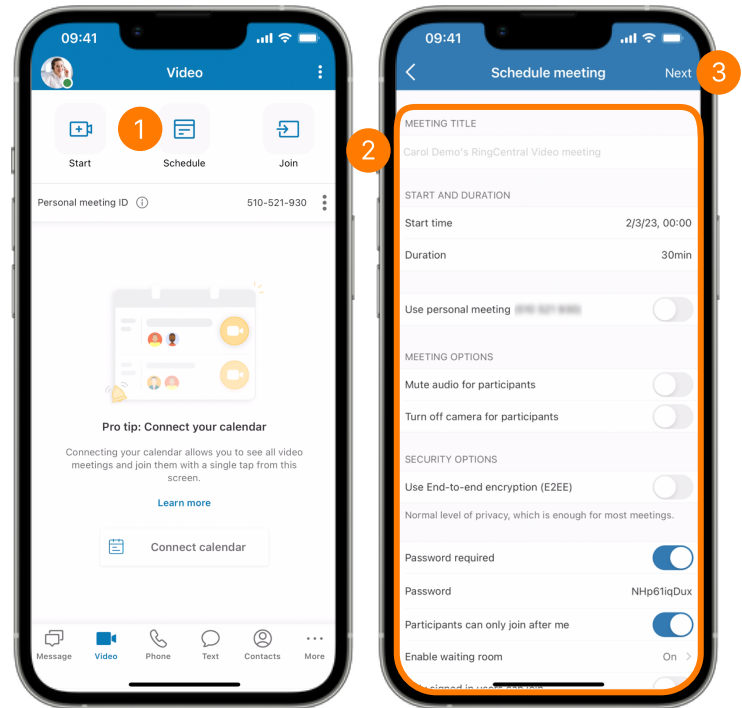 09:41
Video
1
Start
Schedule
Join
Personal meeting ID
510-521-930
Pro tip: Connect your calendar
Connecting your calendar allows you to see all video
meetings and join them with a single tap from this
screen.
Learn more
Connect calendar
Message
Video
Phone
Text
Contacts
More
09:41
Schedule meeting
Next
3
2
MEETING TITLE
Carol Demo's RingCentral Video meeting
START AND DURATION
Start time
2/3/23, 00:00
Duration
30min
Use personal meeting
MEETING OPTIONS
Mute audio for participants
Turn off camera for participants
SECURITY OPTIONS
Use End-to-end encryption (E2EE)
Normal level of privacy, which is enough for most meetings.
Password required
Password
NHp61iqDux
Participants can only join after me
Enable waiting room
On
signed in users can join